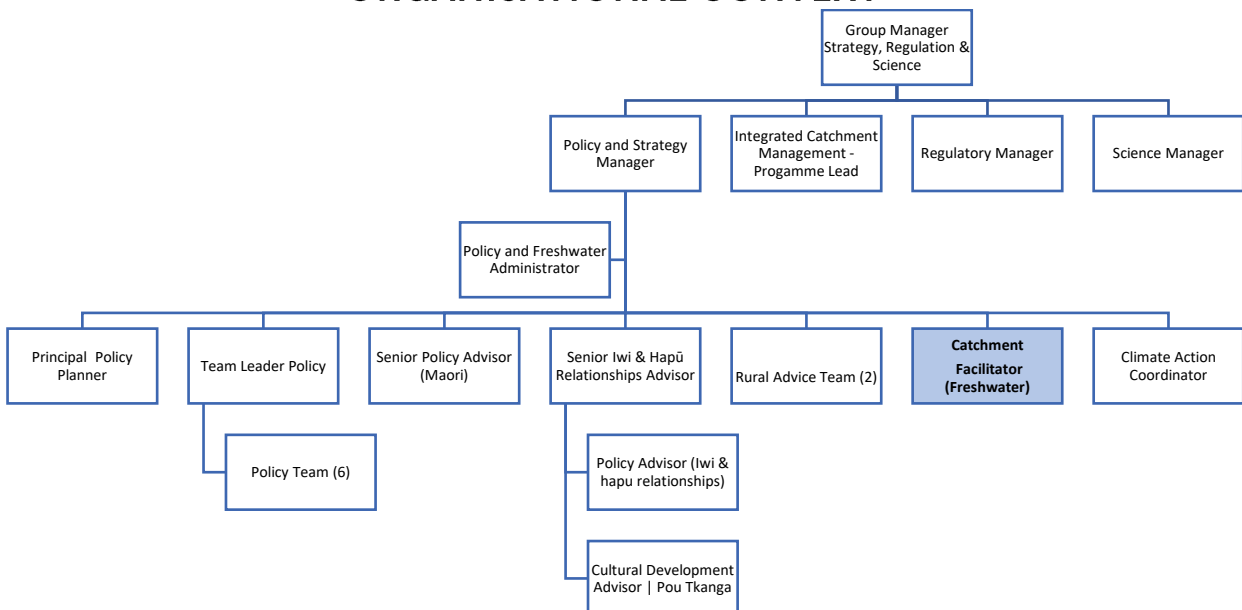 ORGANISATIONAL CONTEXT
Group Manager
Strategy, Regulation &
Science
Policy and Strategy
Manager
Integrated Catchment
Management -
Progamme Lead
Regulatory Manager
Science Manager
Policy and Freshwater
Administrator
Principal Policy
Planner
Team Leader Policy
Senior Policy Advisor
(Maori)
Senior Iwi & Hapū
Relationships Advisor
Rural Advice Team (2)
Catchment
Facilitator
(Freshwater)
Climate Action
Coordinator
Policy Team (6)
Policy Advisor (Iwi &
hapu relationships)
Cultural Development
Advisor | Pou Tkanga